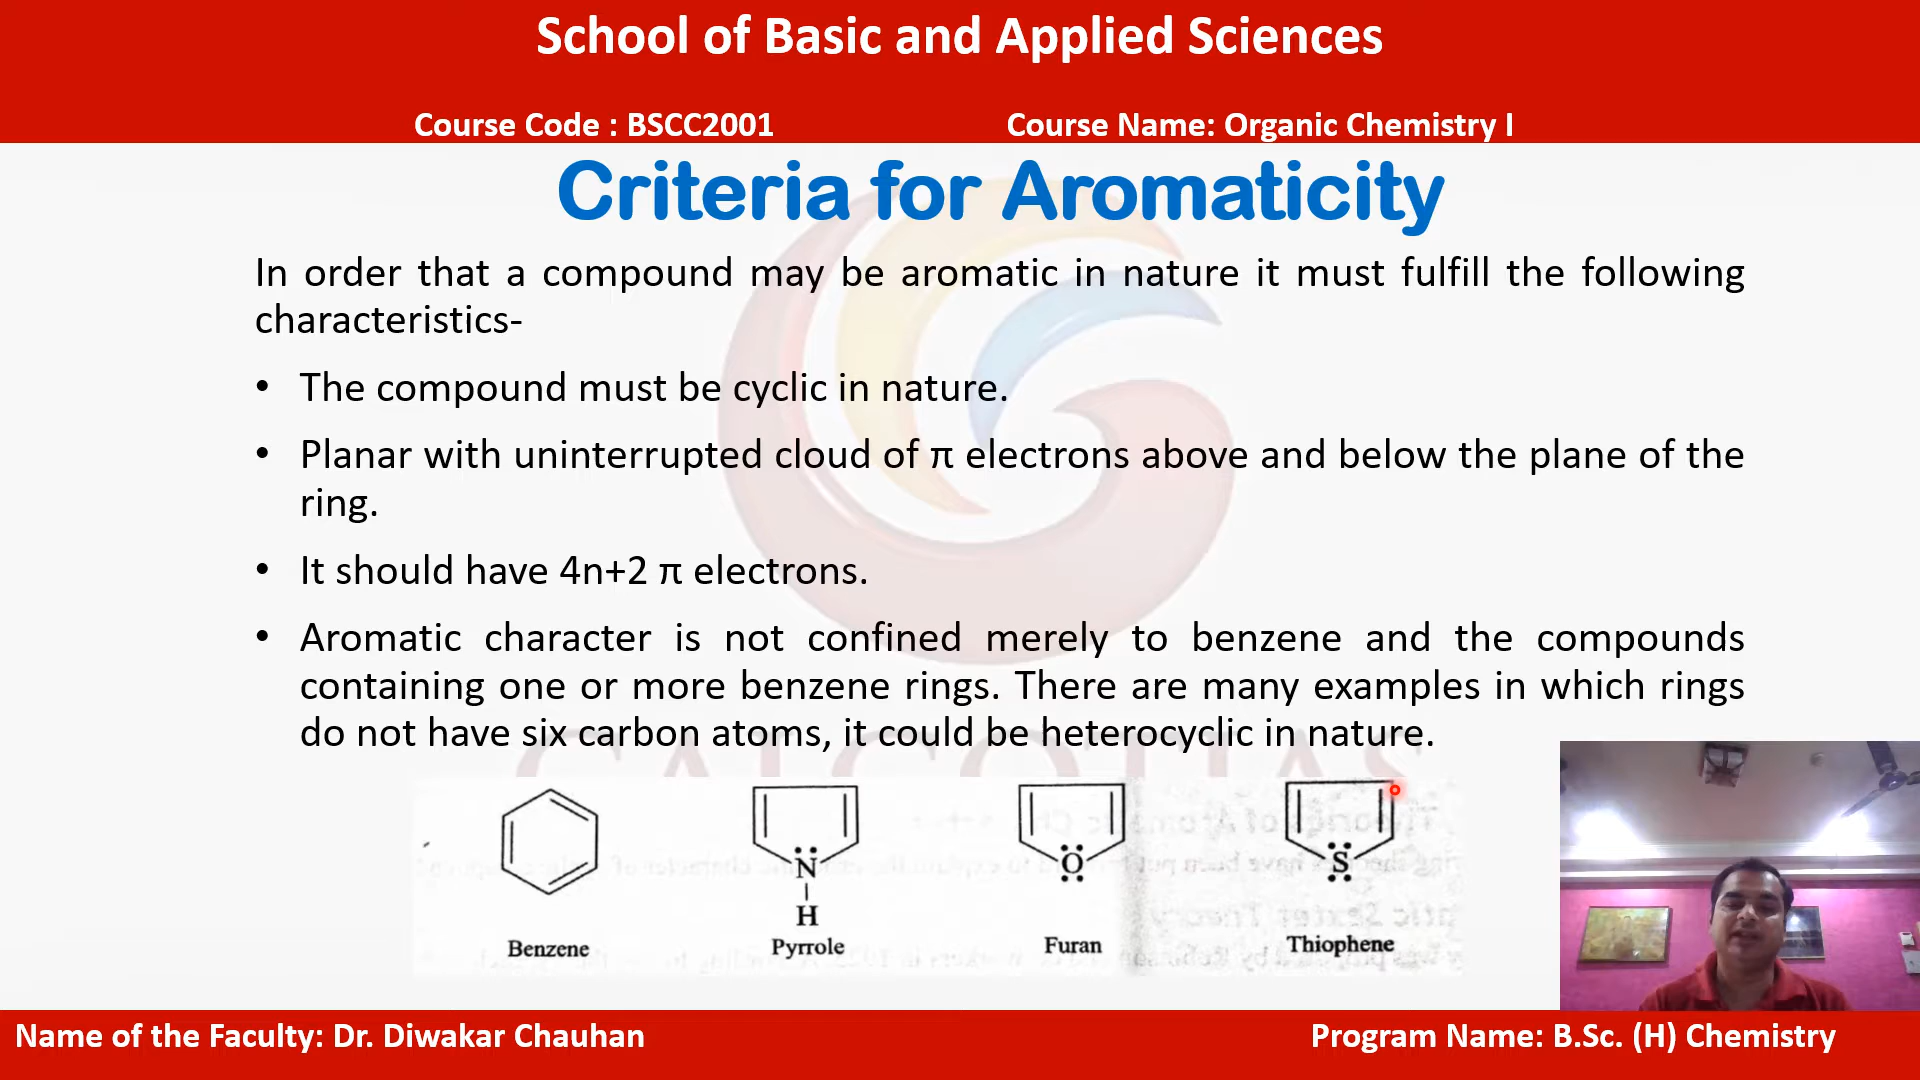 School of Basic and Applied Sciences
Course Code : BSCC2001 Course Name: Organic Chemistry I
Criteria for Aromaticity
In order that a compound may be aromatic in nature it must fulfill the following
characteristics-
• The compound must be cyclic in nature.
• Planar with uninterrupted cloud of π electrons above and below the plane of the
ring.
• It should have 4n+2 π electrons.
• Aromatic character is not confined merely to benzene and the compounds
containing one or more benzene rings. There are many examples in which rings
do not have six carbon atoms, it could be heterocyclic in nature.
N O S
H
Benzene Pyrrole Furan Thiophene
Name of the Faculty: Dr. Diwakar Chauhan Program Name: B.Sc. (H) Chemistry